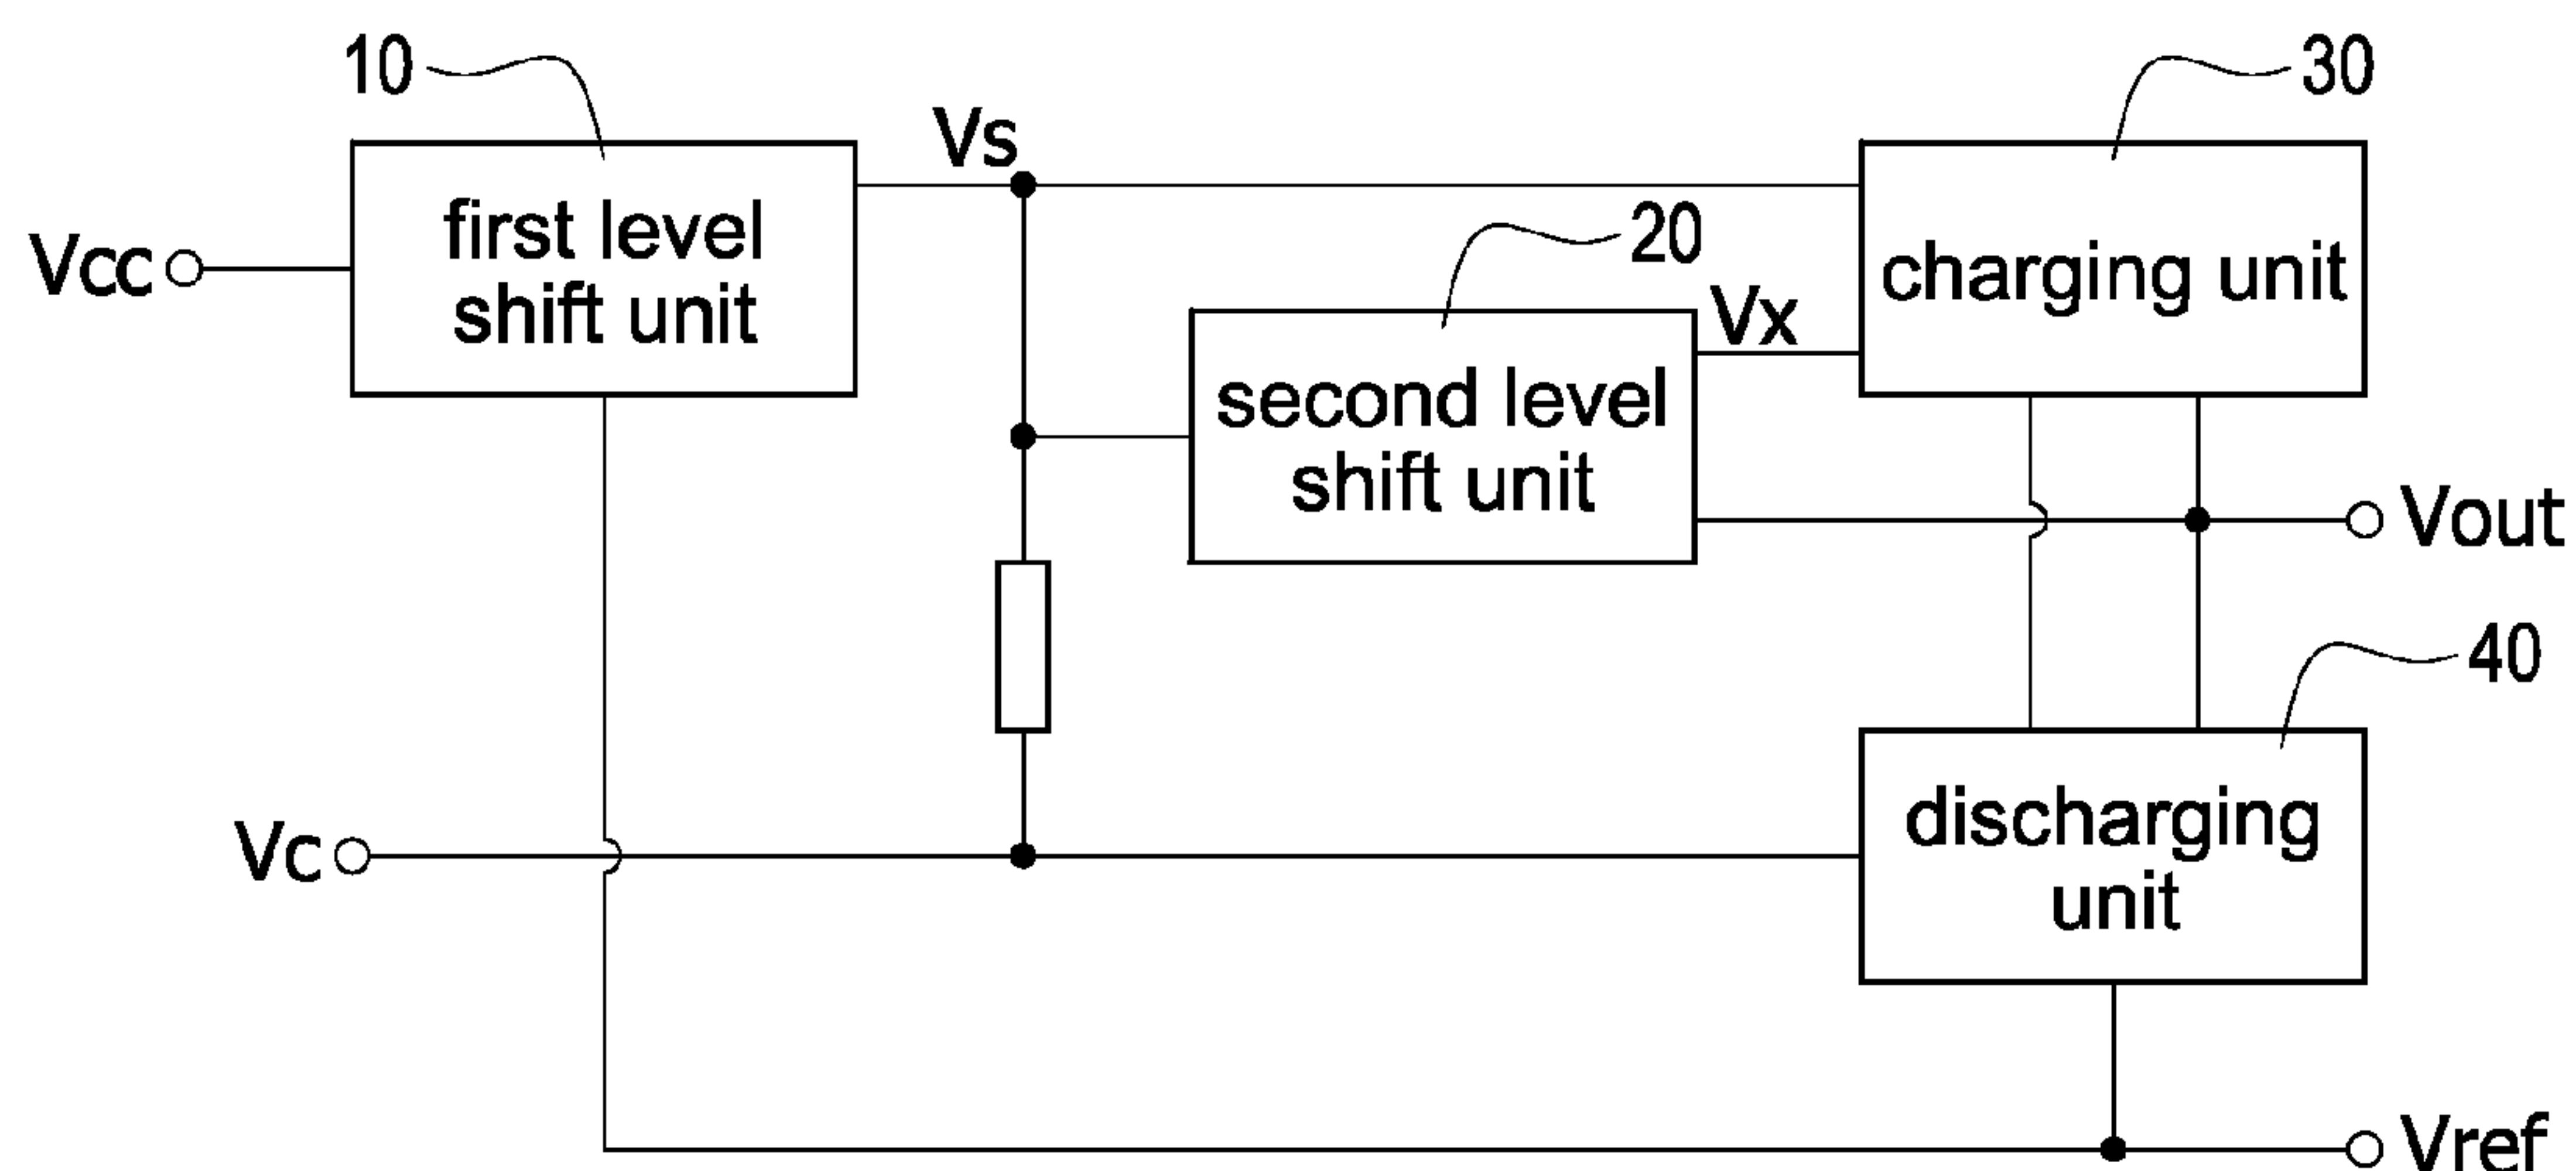 10
30
Vs
20
Vcc
first level
shift unit
charging unit
Vx
second level
shift unit
Vout
40
Vc
discharging
unit
Vref